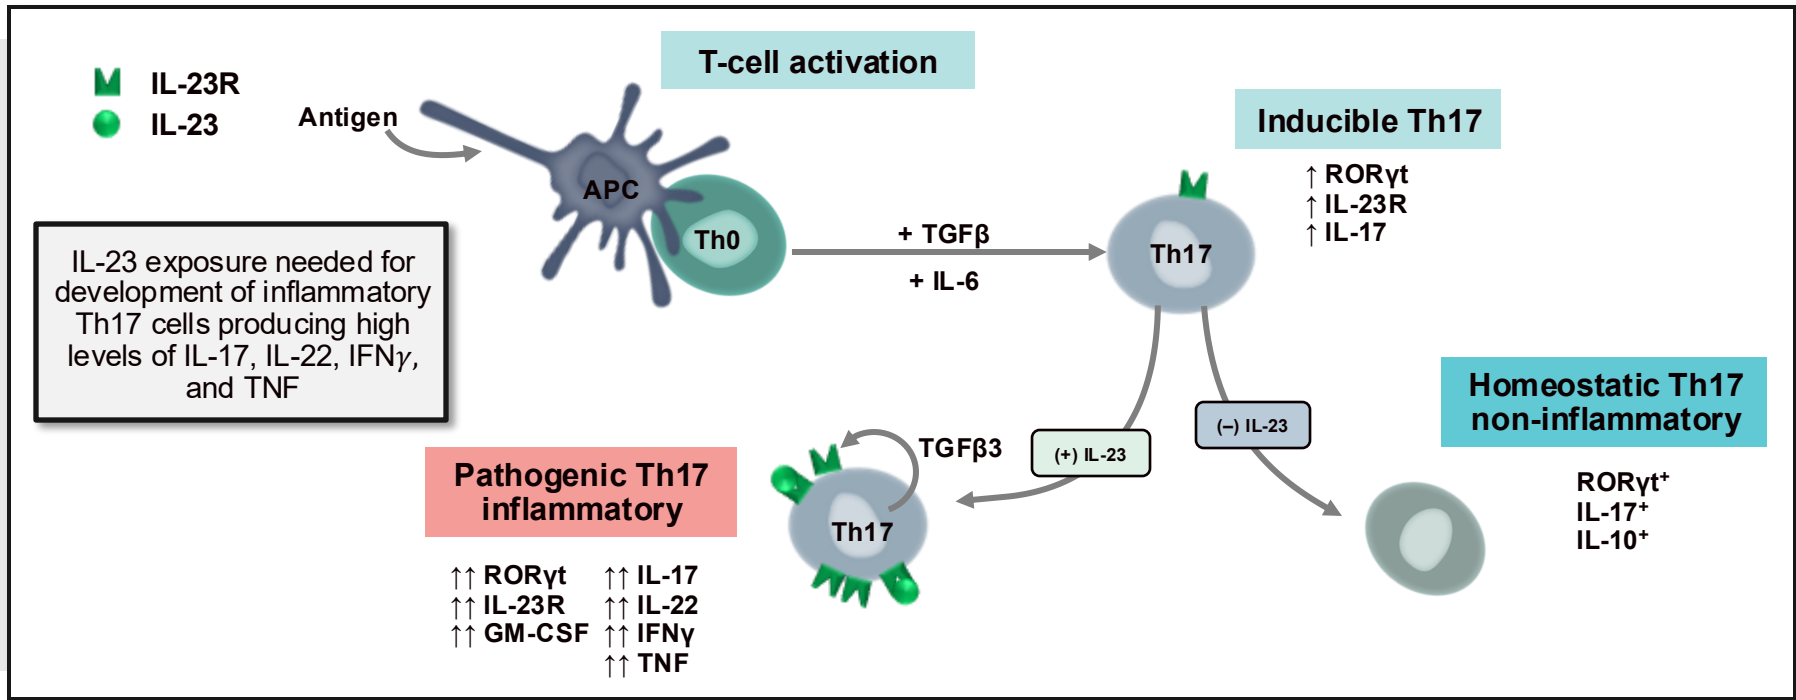 IL-23R
IL-23
Antigen
T-cell activation
APC
Th0
+ TGFβ
+ IL-6
Inducible Th17
↑ RORγt
↑ IL-23R
↑ IL-17
Th17
IL-23 exposure needed for
development of inflammatory
Th17 cells producing high
levels of IL-17, IL-22, IFNγ,
and TNF
(+) IL-23
(–) IL-23
Homeostatic Th17
non-inflammatory
RORγt⁺
IL-17⁺
IL-10⁺
Pathogenic Th17
inflammatory
TGFβ3
Th17
↑↑ RORγt
↑↑ IL-23R
↑↑ GM-CSF
↑↑ IL-17
↑↑ IL-22
↑↑ IFNγ
↑↑ TNF